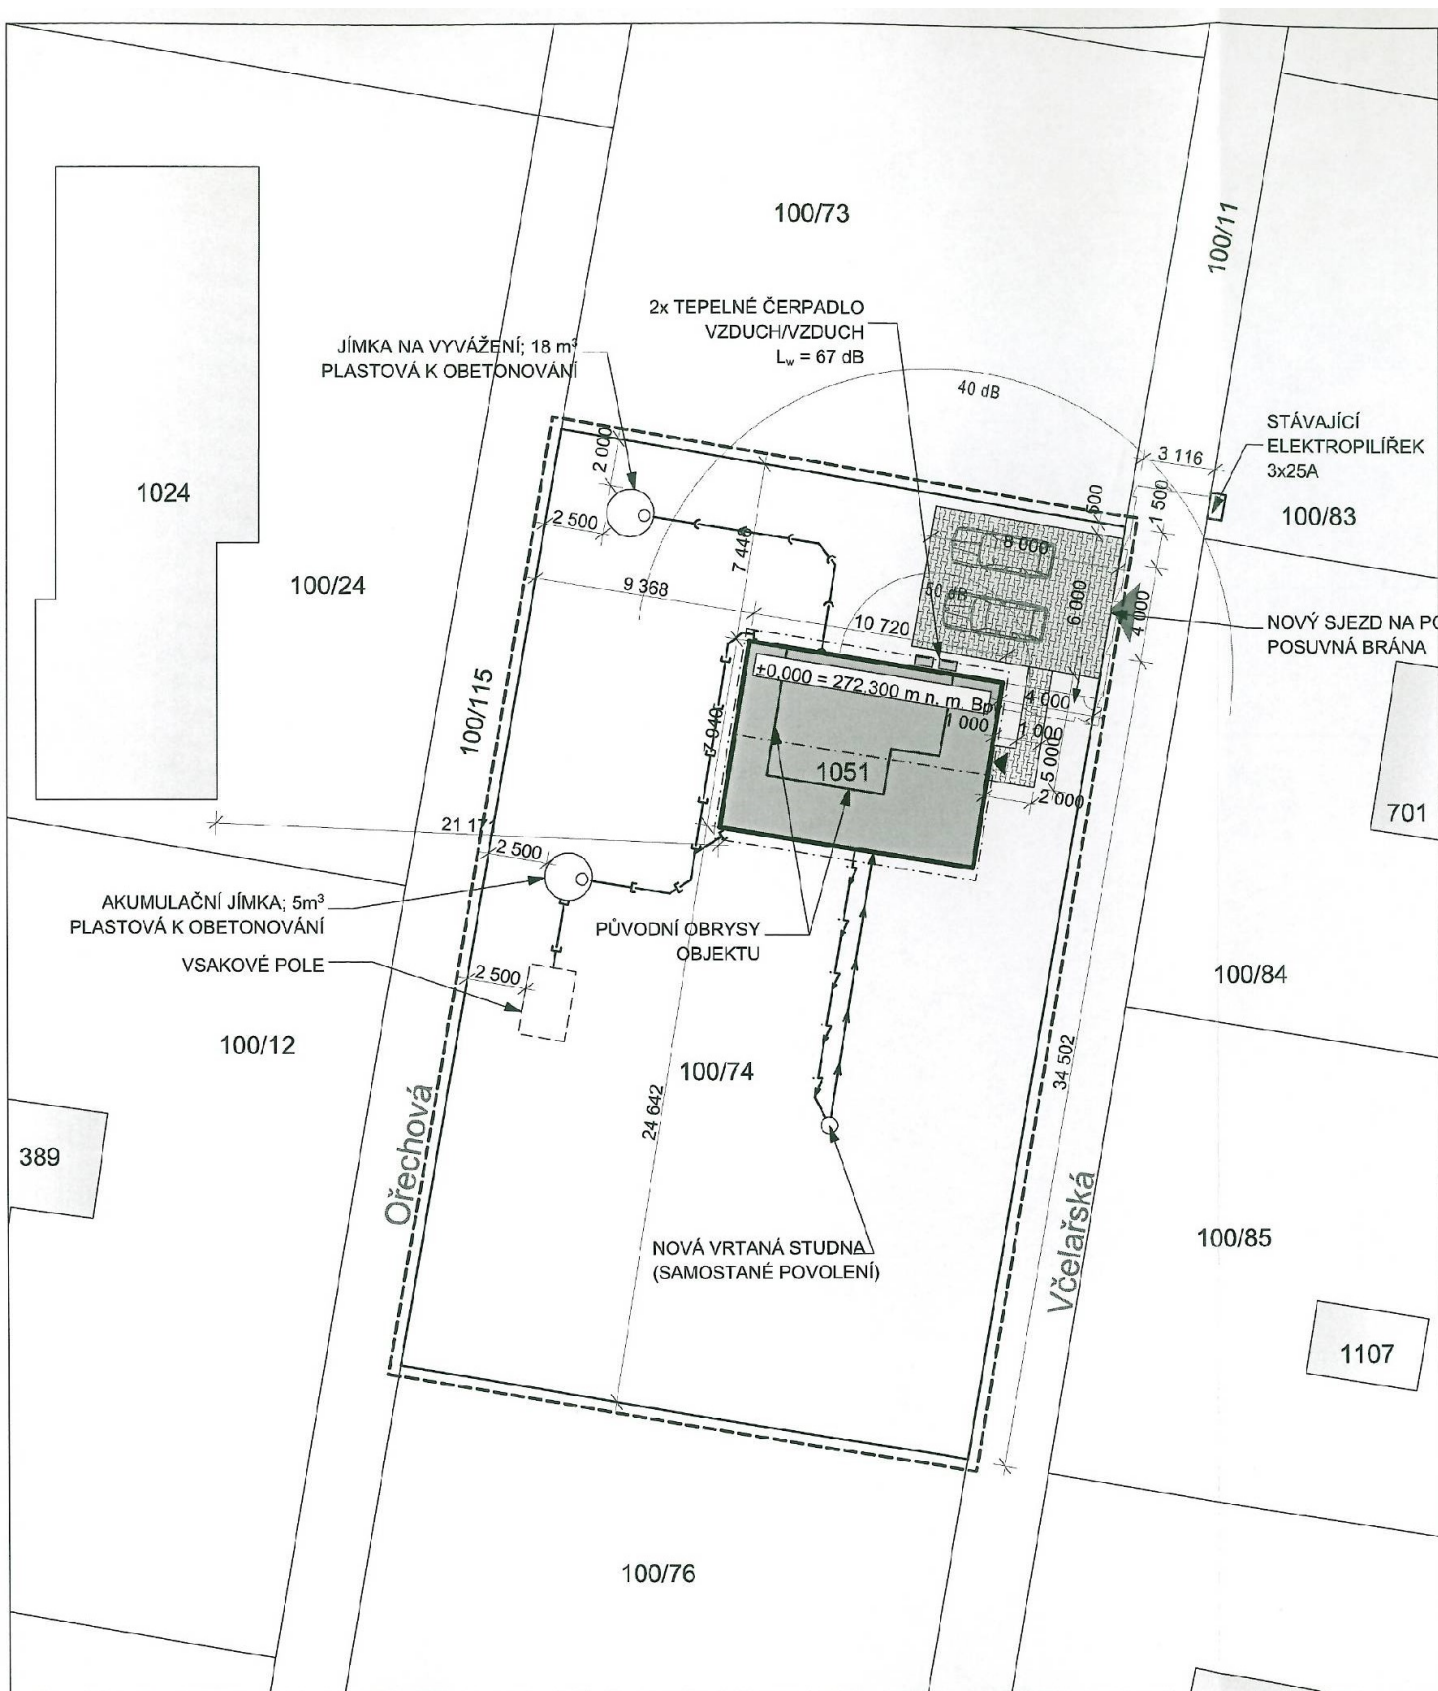 100/73
100/11
2x TEPELNÉ ČERPADLO
VZDUCH/VZDUCH
Lw = 67 dB
JÍMKA NA VYVÁŽENÍ; 18 m³
PLASTOVÁ K OBETONOVÁNÍ
40 dB
STÁVAJÍCÍ
ELEKTROPILÍŘEK
3x25A
3 116
2 000
1024
500
1 500
100/83
2 500
8 000
7 446
100/24
9 368
50 dB
6 000
4 000
10 720
NOVÝ SJEZD NA
POSUVNÁ BRÁNA
+0,000 = 272,300 m n. m. Bpv
4 000
100/115
1 000
1 000
7 940
5 000
1051
2 000
701
21 171
2 500
AKUMULAČNÍ JÍMKA; 5m³
PLASTOVÁ K OBETONOVÁNÍ
PŮVODNÍ OBRYSY
OBJEKTU
VSAKOVÉ POLE
2 500
100/84
100/12
100/74
34 502
24 642
389
Ořechová
Včelařská
100/85
NOVÁ VRTANÁ STUDNA
(SAMOSTANÉ POVOLENÍ)
1107
100/76